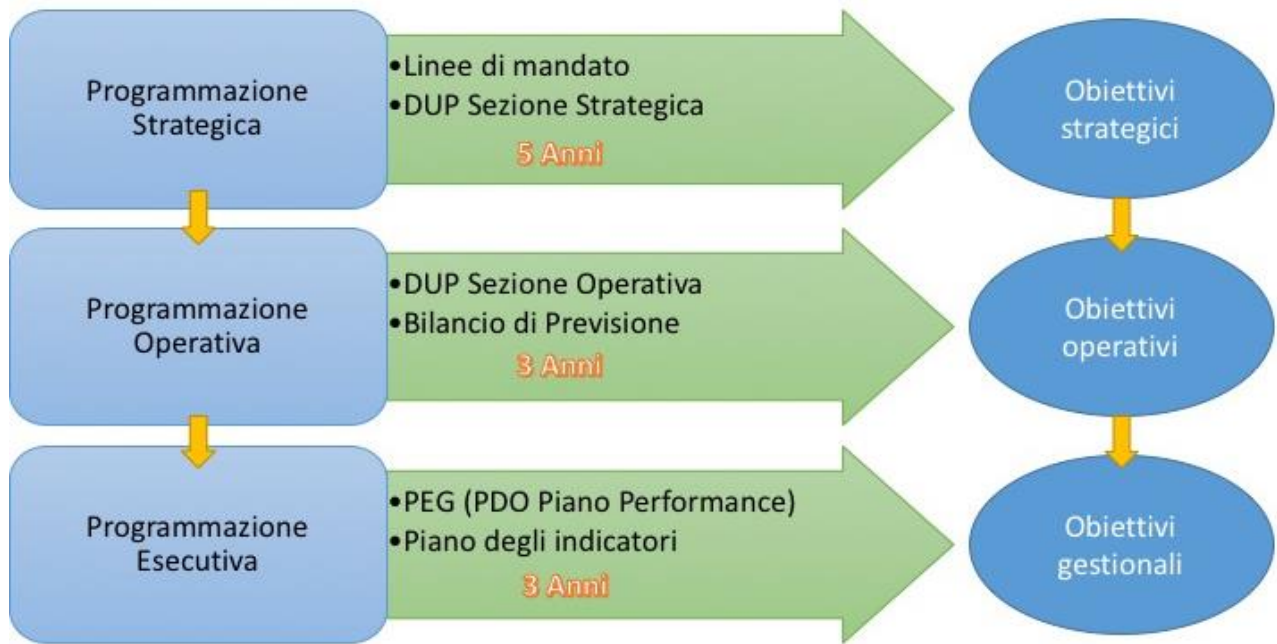 Programmazione
Strategica
•Linee di mandato
•DUP Sezione Strategica
5 Anni
Obiettivi
strategici
Programmazione
Operativa
•DUP Sezione Operativa
•Bilancio di Previsione
3 Anni
Obiettivi
operativi
Programmazione
Esecutiva
•PEG (PDO Piano Performance)
•Piano degli indicatori
3 Anni
Obiettivi
gestionali